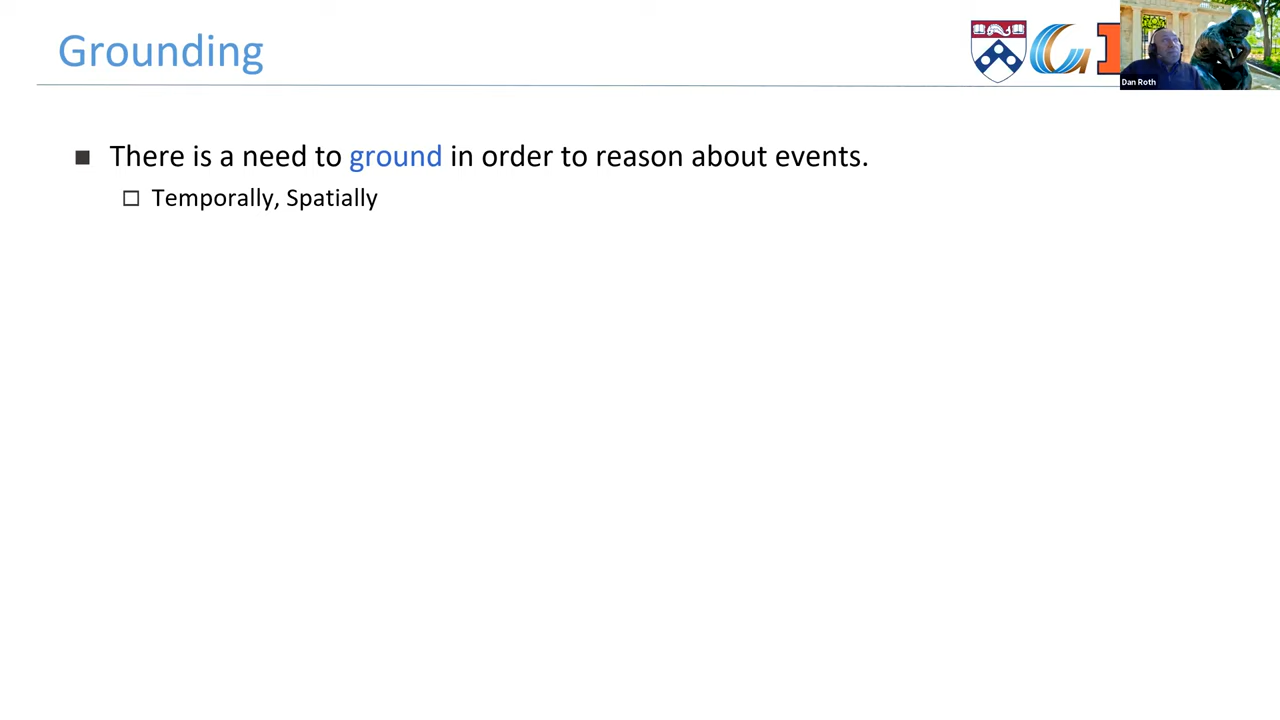 Grounding
There is a need to ground in order to reason about events.
Temporally, Spatially
Dan Roth